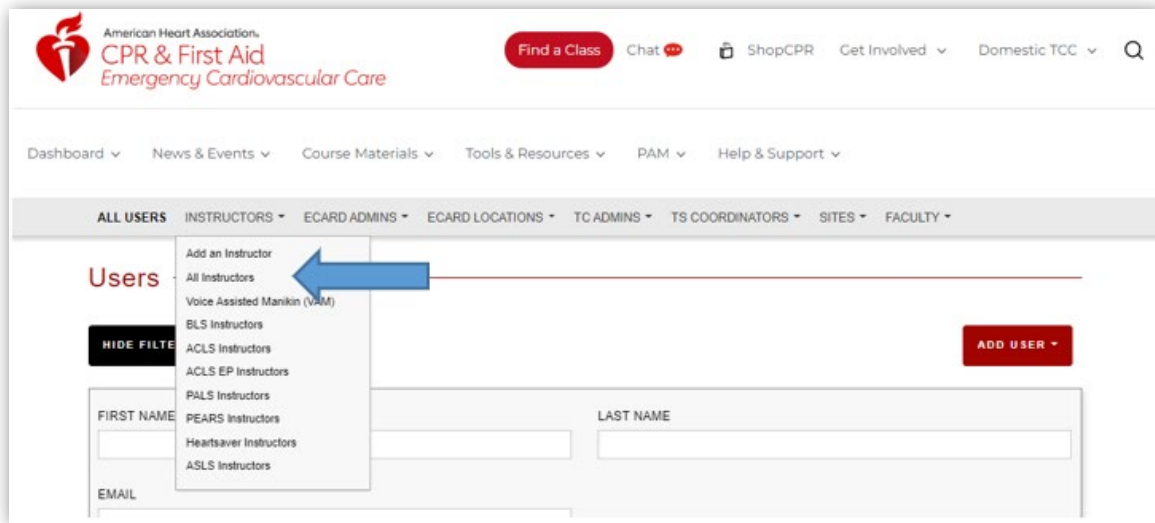 American Heart Association.
CPR & First Aid
Emergency Cardiovascular Care
Find a Class Chat ShopCPR Get Involved Domestic TCC
Dashboard News & Events Course Materials Tools & Resources PAM Help & Support
ALL USERS INSTRUCTORS ECARD ADMINS ECARD LOCATIONS TC ADMINS TS COORDINATORS SITES FACULTY
Add an Instructor
Users
All Instructors
Voice Assisted Manikin (VAM)
BLS Instructors
HIDE FILTE
ACLS Instructors
ADD USER
ACLS EP Instructors
PALS Instructors
FIRST NAME
PEARS Instructors
LAST NAME
Heartsaver Instructors
ASLS Instructors
EMAIL